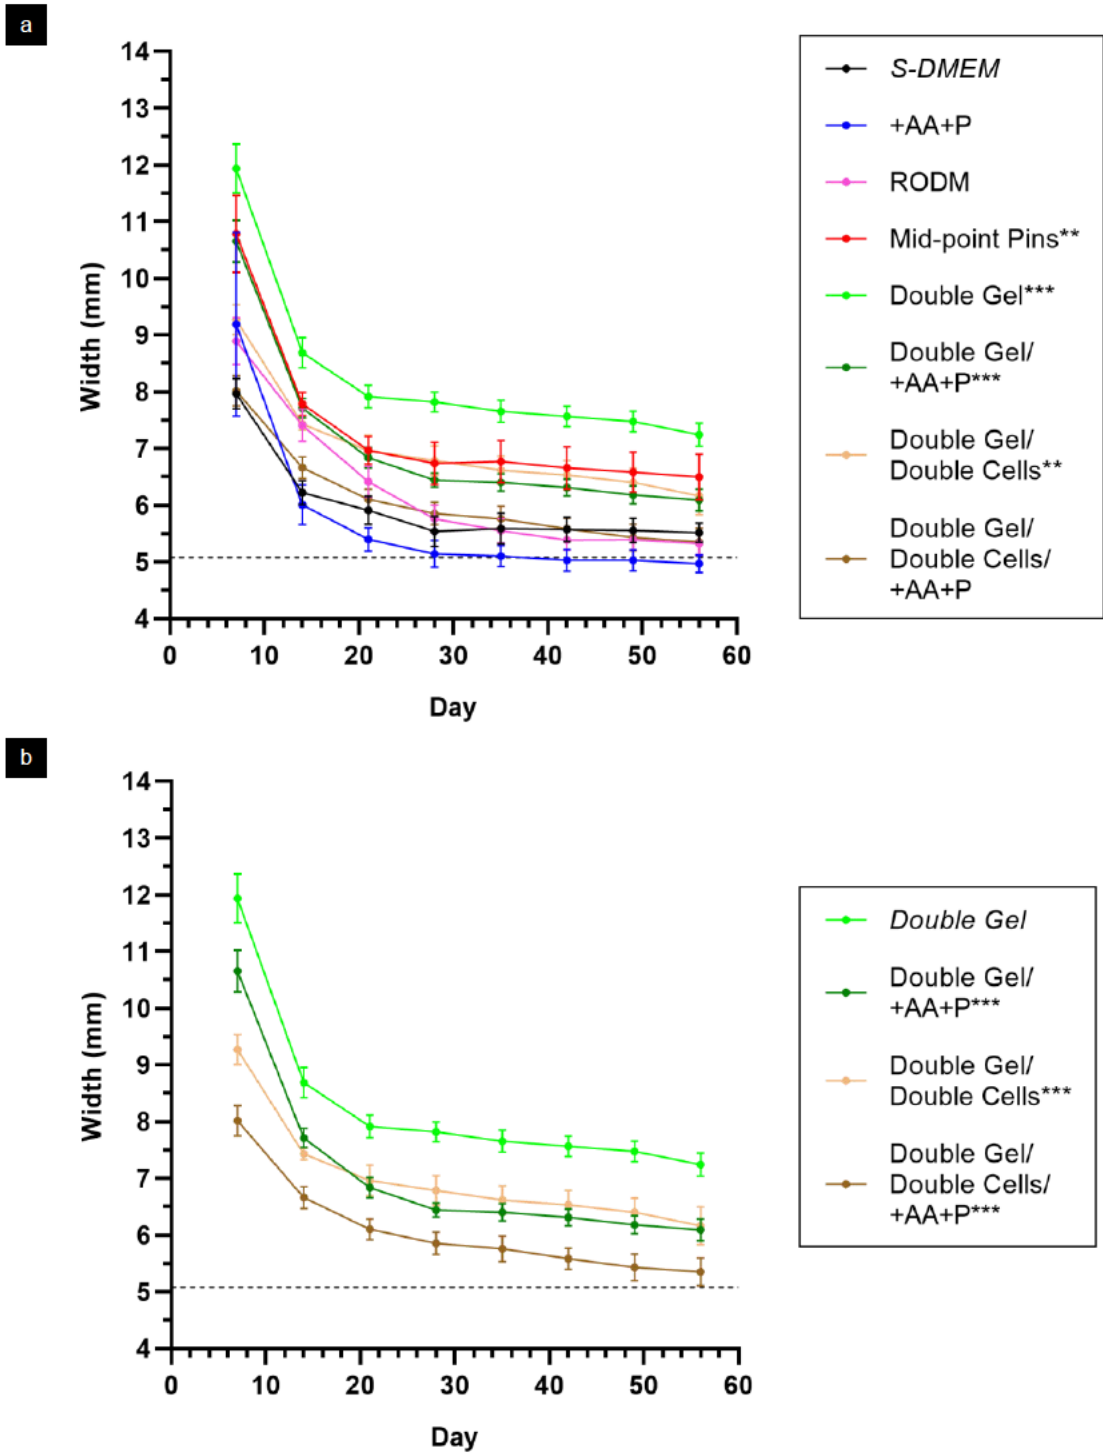 a
14
13
12
11
10
9
8
7
6
5
4
Width (mm)
0 10 20 30 40 50 60
Day
S-DMEM
+AA+P
RODM
Mid-point Pins**
Double Gel***
Double Gel/
+AA+P***
Double Gel/
Double Cells**
Double Gel/
Double Cells/
+AA+P
b
14
13
12
11
10
9
8
7
6
5
4
Width (mm)
0 10 20 30 40 50 60
Day
Double Gel
Double Gel/
+AA+P***
Double Gel/
Double Cells***
Double Gel/
Double Cells/
+AA+P***